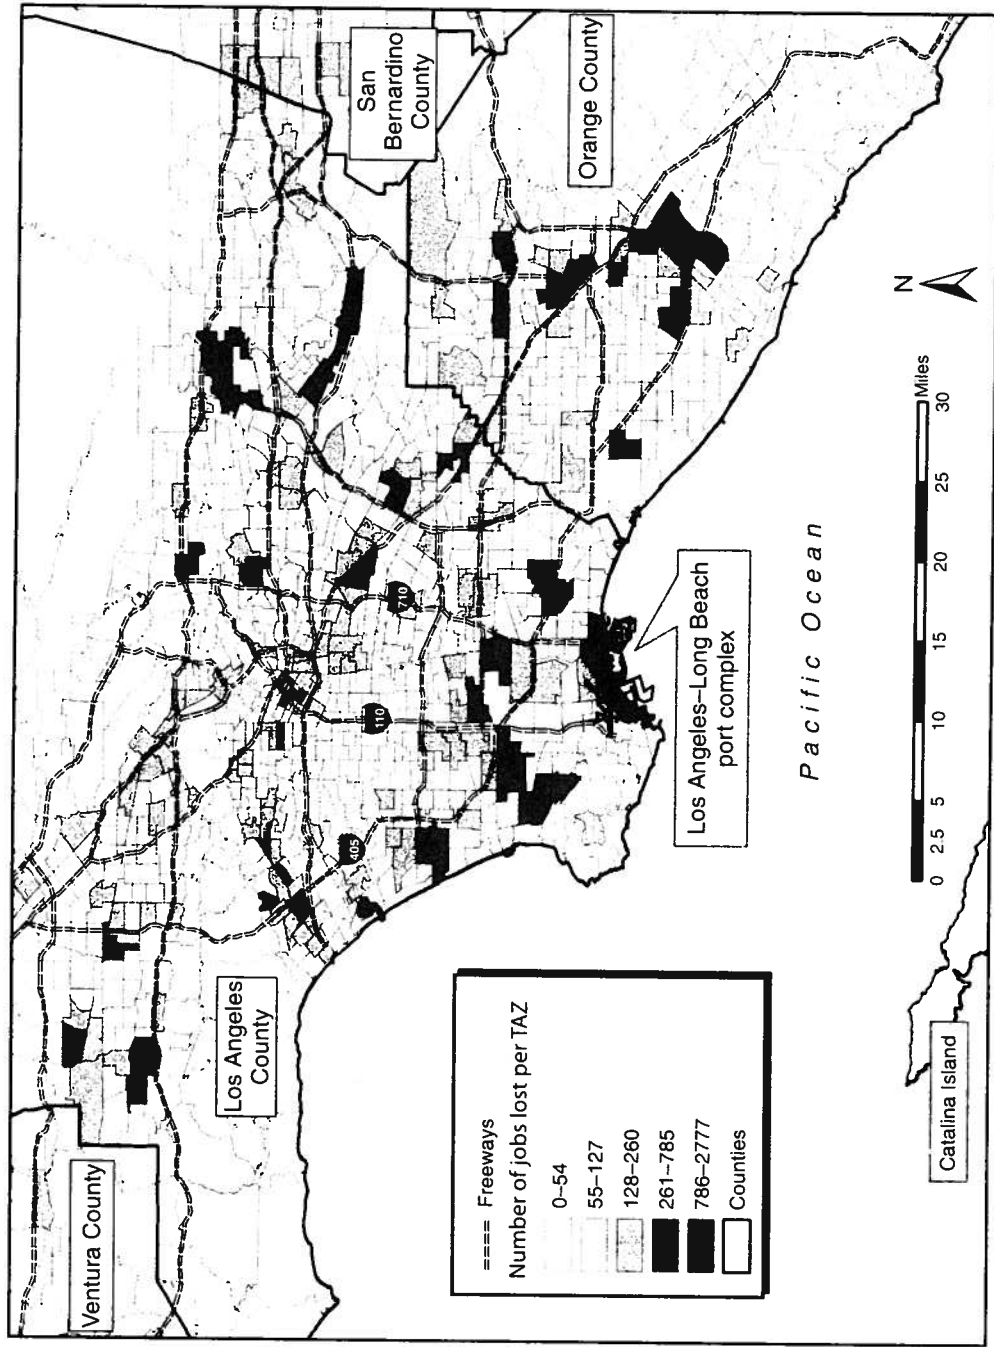 San
Bernardino
County
Orange County
Los Angeles
County
Ventura County
710
110
405
Los Angeles–Long Beach
port complex
Pacific Ocean
N
Miles
0 2.5 5 10 15 20 25 30
Catalina Island
Freeways
Number of jobs lost per TAZ
0–54
55–127
128–260
261–785
786–2777
Counties